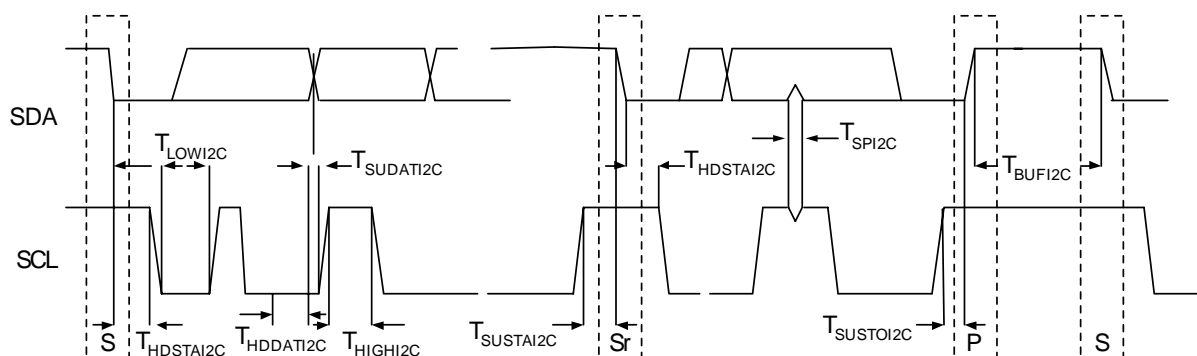 SDA
T_LOWI2C
T_SUDATI2C
T_HDSTAI2C
T_SPI2C
T_BUFI2C
SCL
S
T_HDSTAI2C
T_HDDATI2C
T_HIGHI2C
T_SUSTAI2C
Sr
T_SUSTOI2C
P
S